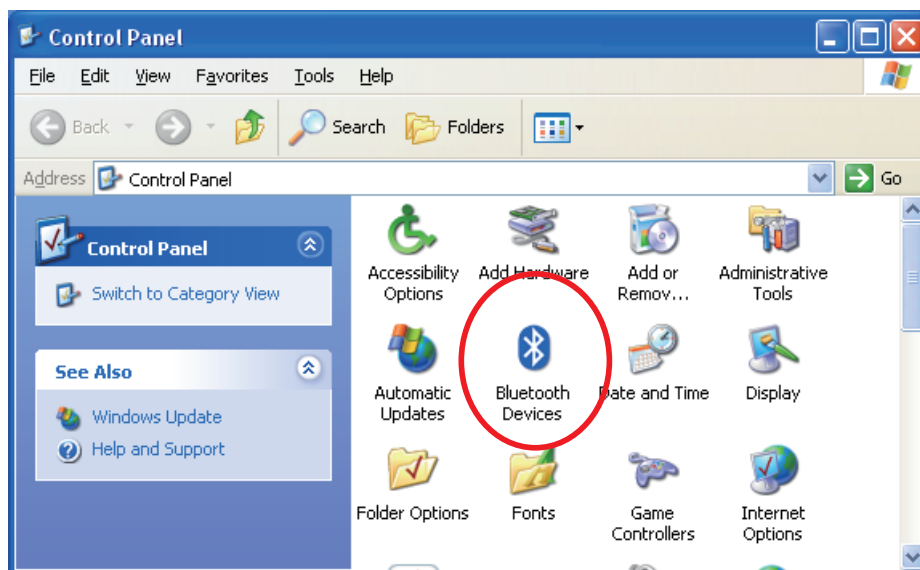 Control Panel
File Edit View Favorites Tools Help
Back Search Folders
Address Control Panel Go
Control Panel
Switch to Category View
See Also
Windows Update
Help and Support
Accessibility Options
Add Hardware
Add or Remov...
Administrative Tools
Automatic Updates
Bluetooth Devices
Date and Time
Display
Folder Options
Fonts
Game Controllers
Internet Options